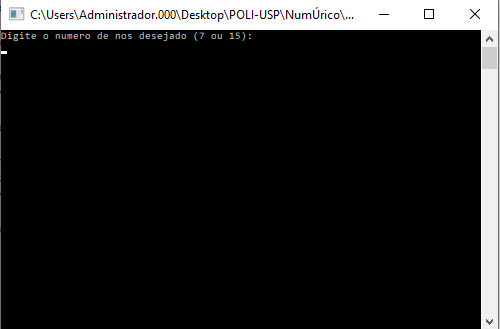 C:\Users\Administrador.000\Desktop\POLI-USP\NumÚrico\...
Digite o numero de nos desejado (7 ou 15):